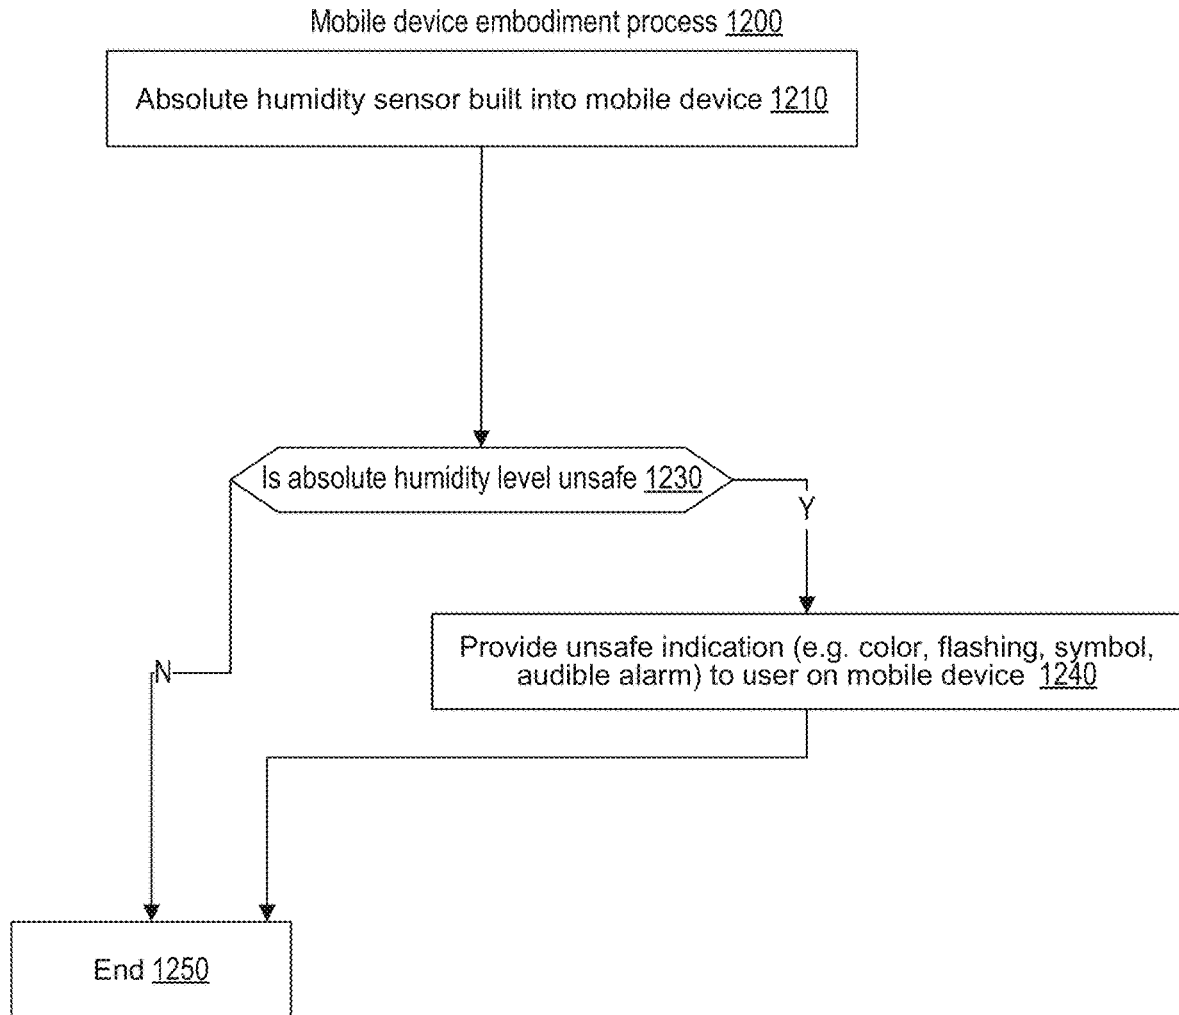 Mobile device embodiment process 1200
Absolute humidity sensor built into mobile device 1210
Is absolute humidity level unsafe 1230
Y
Provide unsafe indication (e.g. color, flashing, symbol,
audible alarm) to user on mobile device 1240
N
End 1250